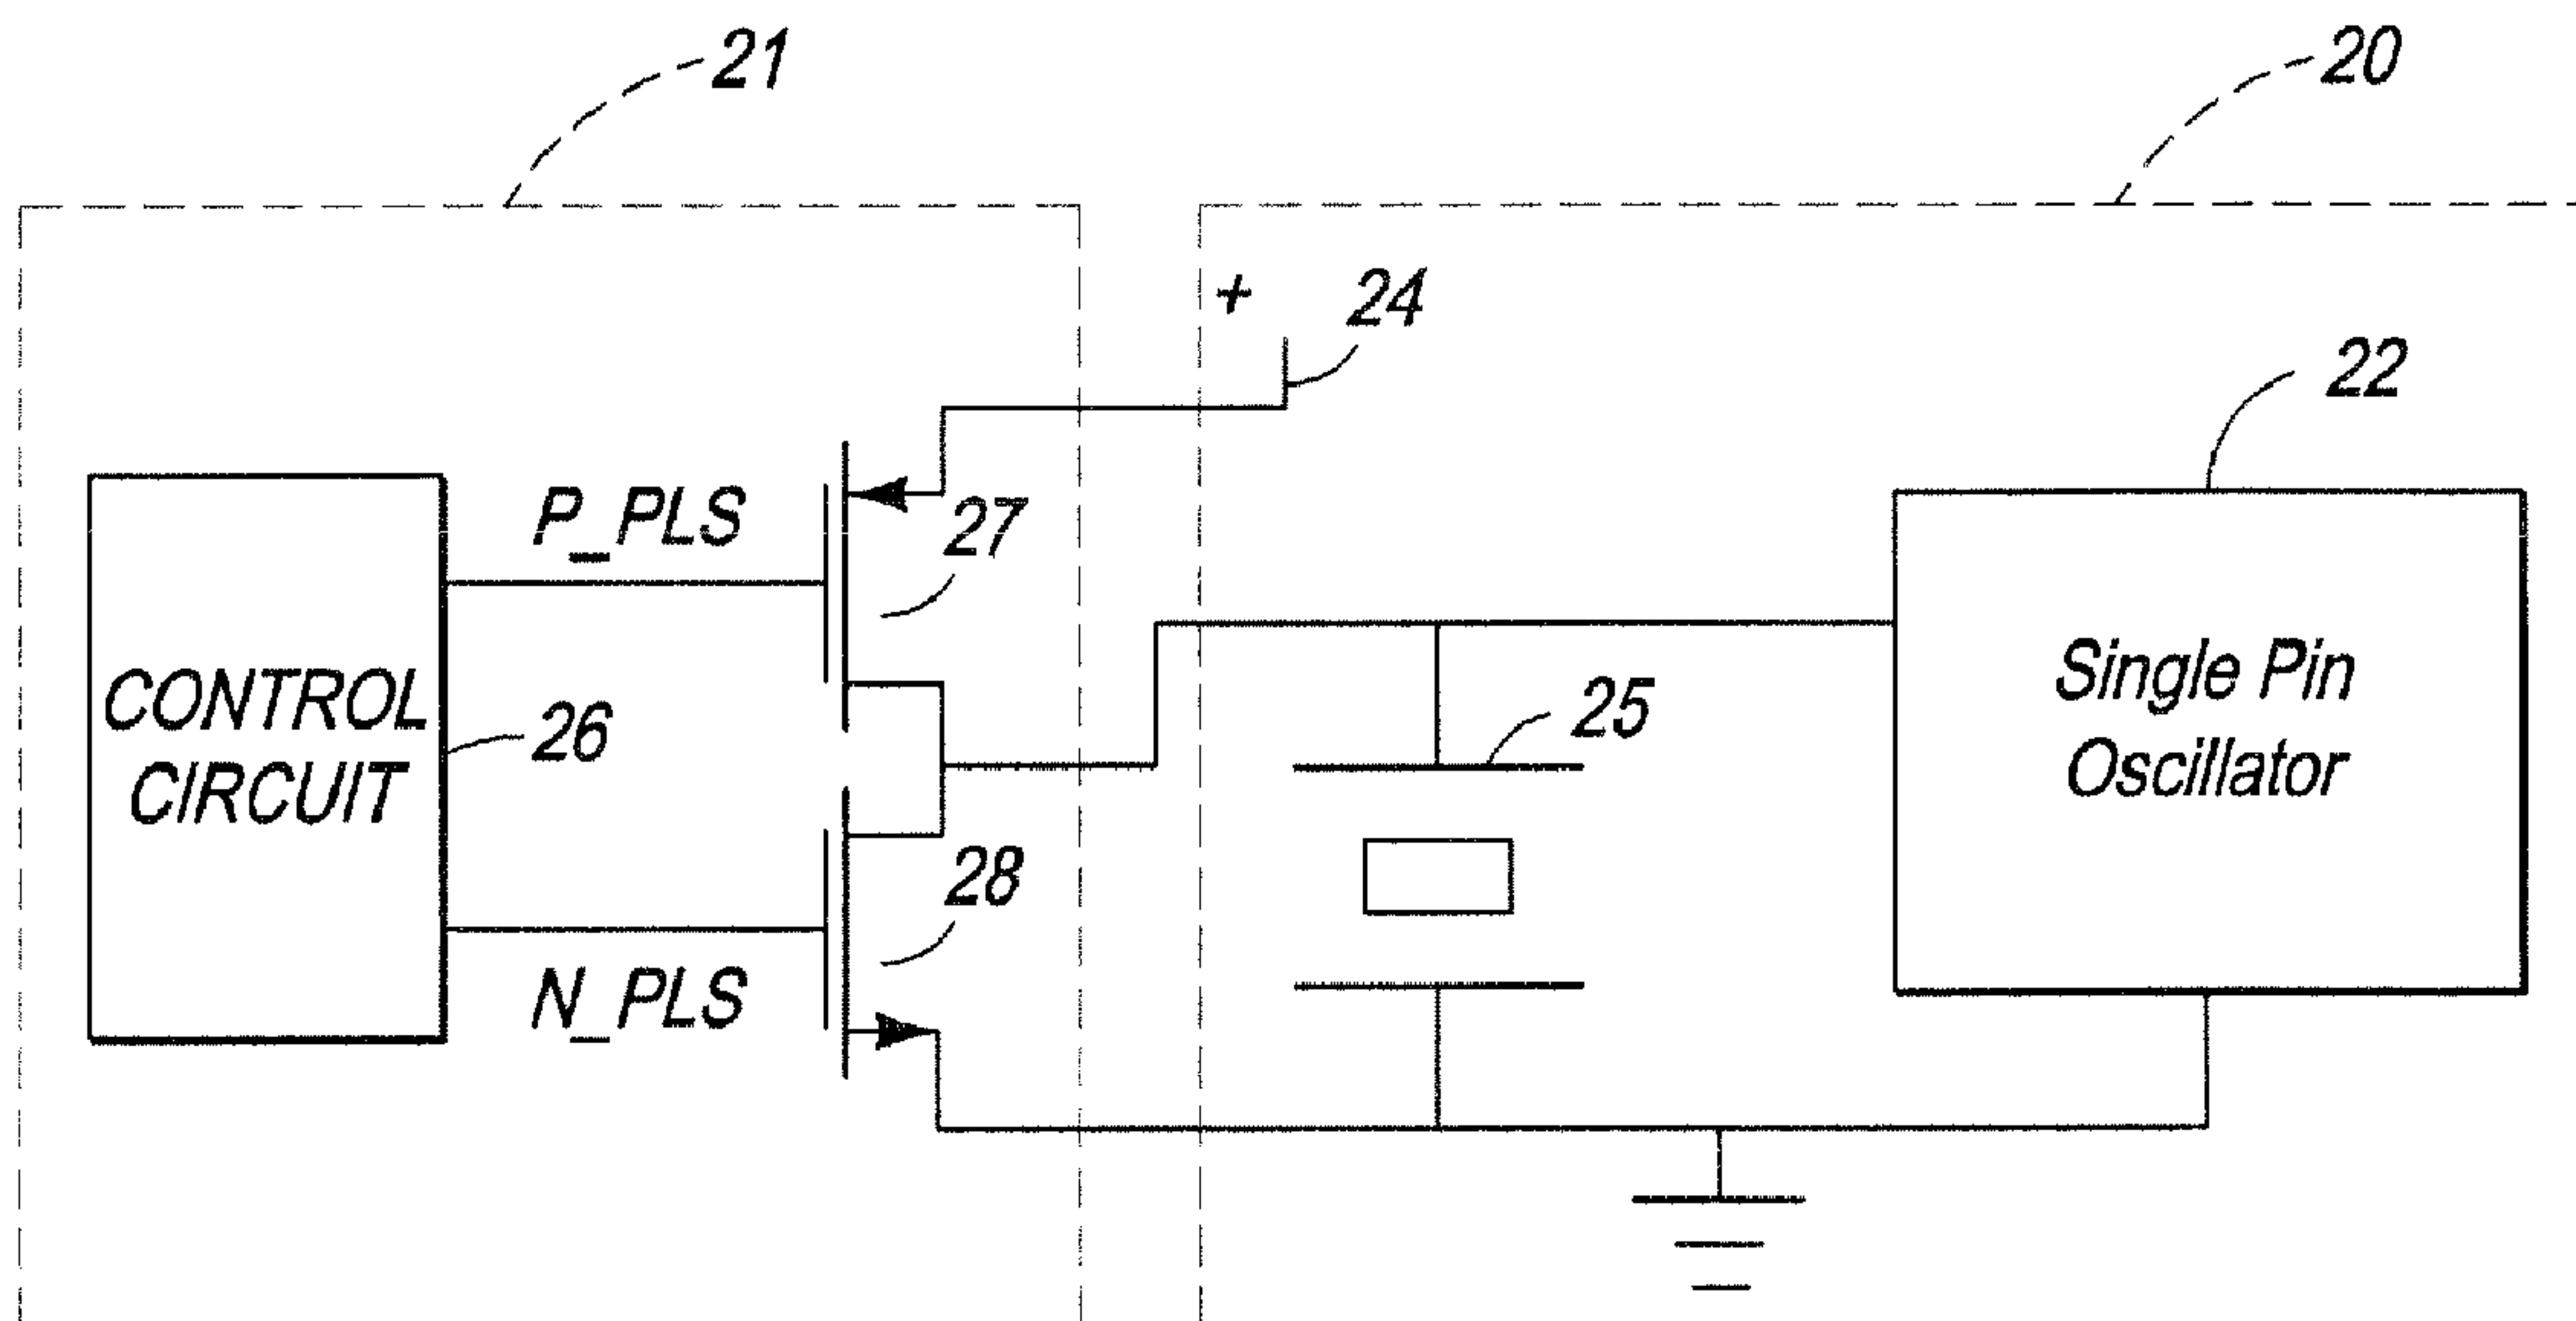 21
20
+
24
22
P_PLS
27
CONTROL
CIRCUIT
26
25
Single Pin
Oscillator
28
N_PLS